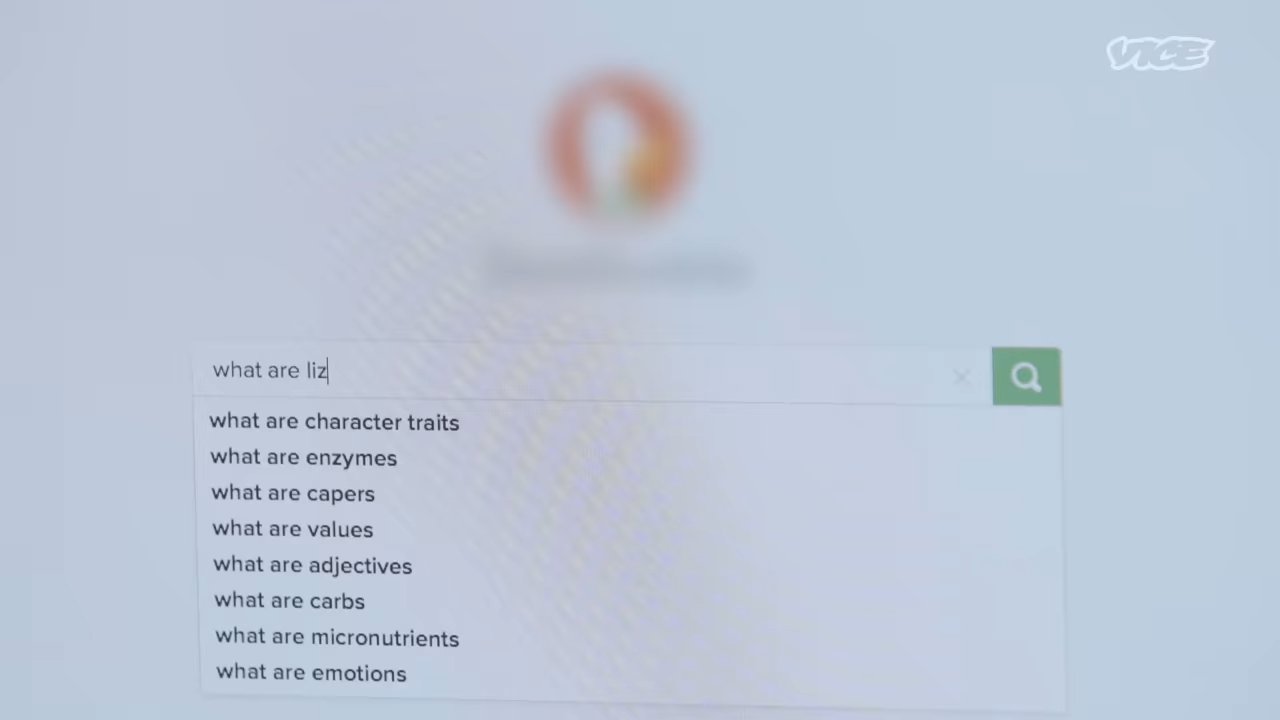 VICE
what are liz
what are character traits
what are enzymes
what are capers
what are values
what are adjectives
what are carbs
what are micronutrients
what are emotions